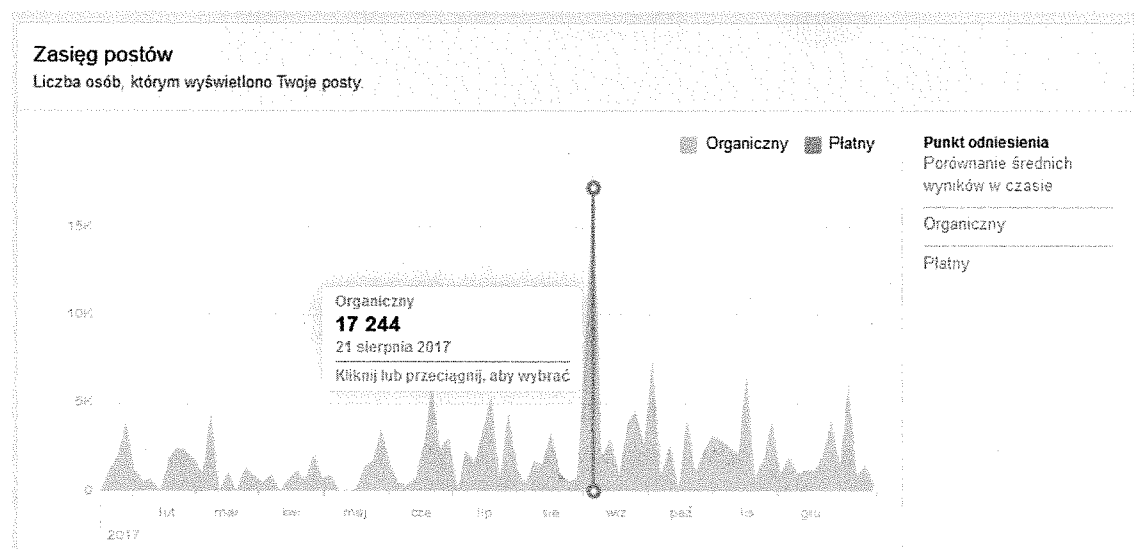 Zasięg postów
Liczba osób, którym wyświetlono Twoje posty.
Organiczny
Płatny
Punkt odniesienia
Porównanie średnich
wyników w czasie
Organiczny
Płatny
15K
10K
5K
0
Organiczny
17 244
21 sierpnia 2017
Kliknij lub przeciągnij, aby wybrać
lut mar kwi maj cze lip sie wrz paź lis gru
2017